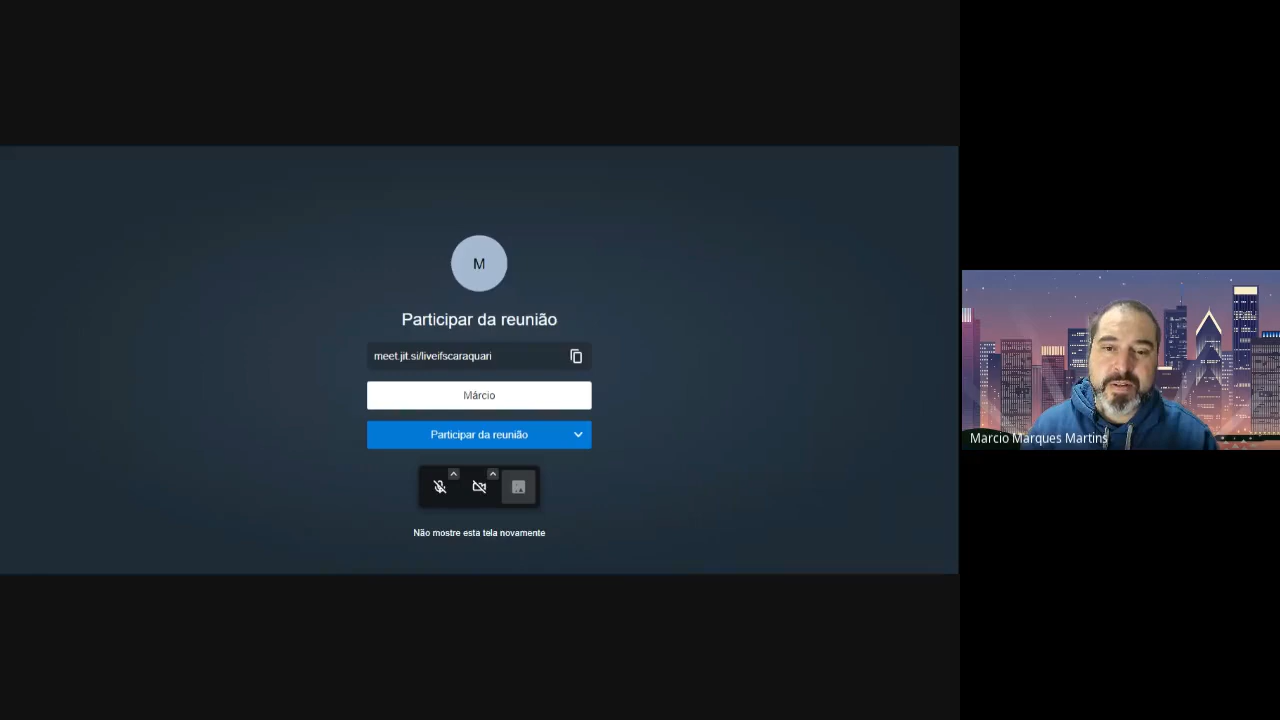 M
Participar da reunião
meet.jit.si/liveifscaraquari
Márcio
Participar da reunião
Não mostre esta tela novamente
Marcio Marques Martins